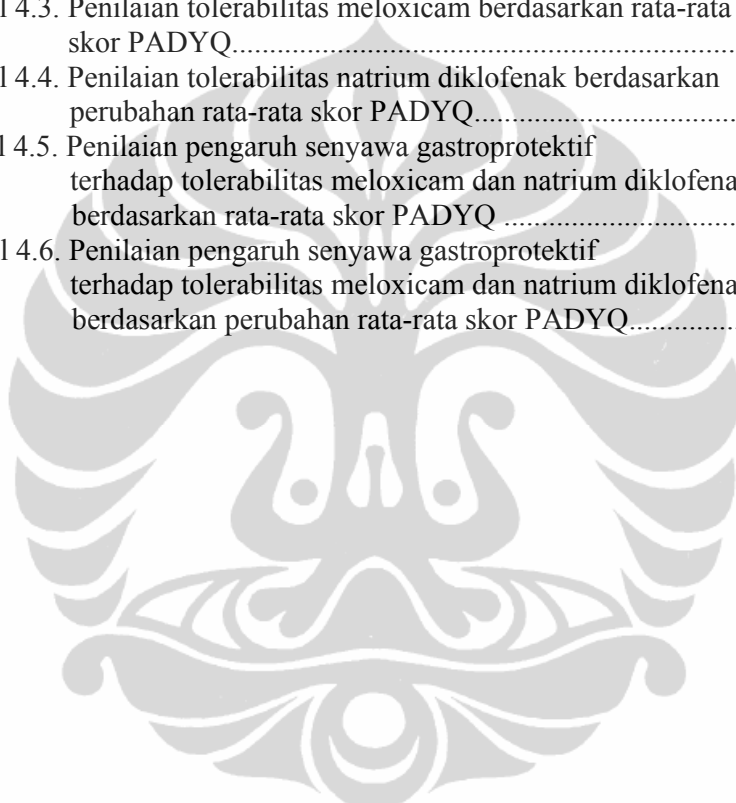 l 4.3. Penilaian tolerabilitas meloxicam berdasarkan rata-rata
skor PADYQ......................................................................................
l 4.4. Penilaian tolerabilitas natrium diklofenak berdasarkan
perubahan rata-rata skor PADYQ..................................
l 4.5. Penilaian pengaruh senyawa gastroprotektif
terhadap tolerabilitas meloxicam dan natrium diklofena
berdasarkan rata-rata skor PADYQ ..............................
l 4.6. Penilaian pengaruh senyawa gastroprotektif
terhadap tolerabilitas meloxicam dan natrium diklofena
berdasarkan perubahan rata-rata skor PADYQ..............